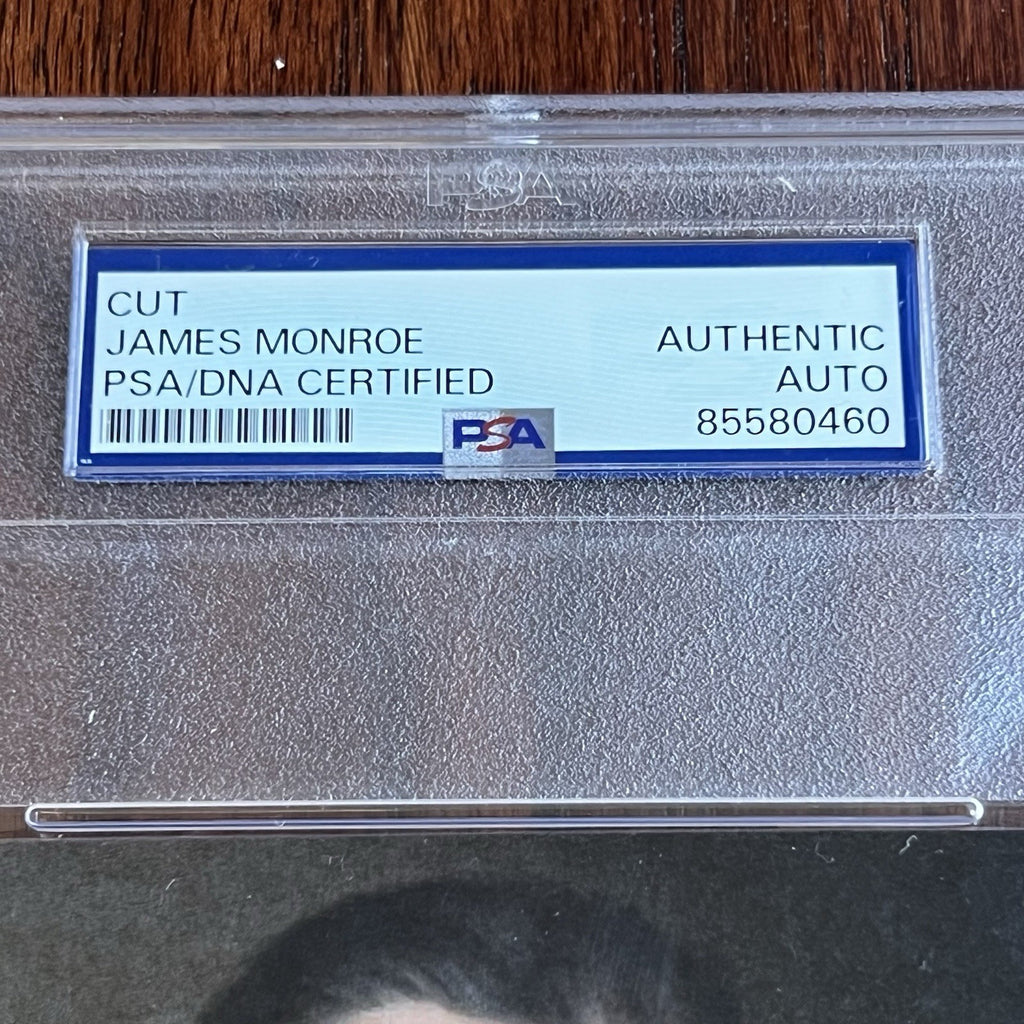 PSA
CUT
JAMES MONROE
PSA/DNA CERTIFIED
AUTHENTIC
AUTO
85580460
PSA